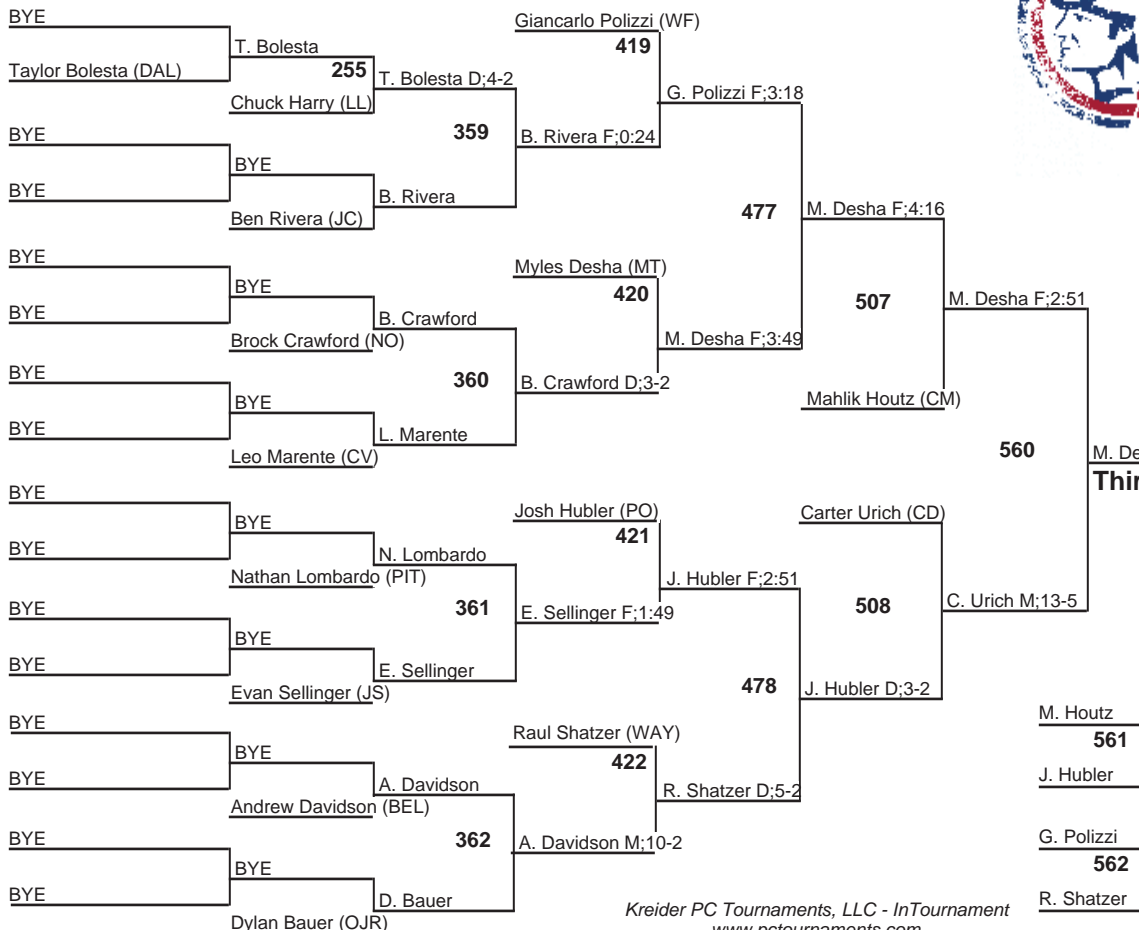 BYE
Taylor Bolesta (DAL)
T. Bolesta
255
Chuck Harry (LL)
T. Bolesta D;4-2
BYE
BYE
BYE
Ben Rivera (JC)
B. Rivera
359
B. Rivera F;0:24
Giancarlo Polizzi (WF)
419
G. Polizzi F;3:18
BYE
BYE
BYE
Brock Crawford (NO)
B. Crawford
BYE
BYE
BYE
Leo Marente (CV)
L. Marente
360
B. Crawford D;3-2
Myles Desha (MT)
420
M. Desha F;3:49
477
M. Desha F;4:16
507
Mahlik Houtz (CM)
M. Desha F;2:51
BYE
BYE
BYE
Nathan Lombardo (PIT)
N. Lombardo
BYE
BYE
BYE
Evan Sellinger (JS)
E. Sellinger
361
E. Sellinger F;1:49
Josh Hubler (PO)
421
J. Hubler F;2:51
BYE
BYE
BYE
Andrew Davidson (BEL)
A. Davidson
BYE
BYE
BYE
Dylan Bauer (OJR)
D. Bauer
362
A. Davidson M;10-2
Raul Shatzer (WAY)
422
R. Shatzer D;5-2
478
J. Hubler D;3-2
Carter Urich (CD)
508
C. Urich M;13-5
560
M. De
Thir
M. Houtz
561
J. Hubler
G. Polizzi
562
R. Shatzer
Kreider PC Tournaments, LLC - InTournament
www.pctournaments.com